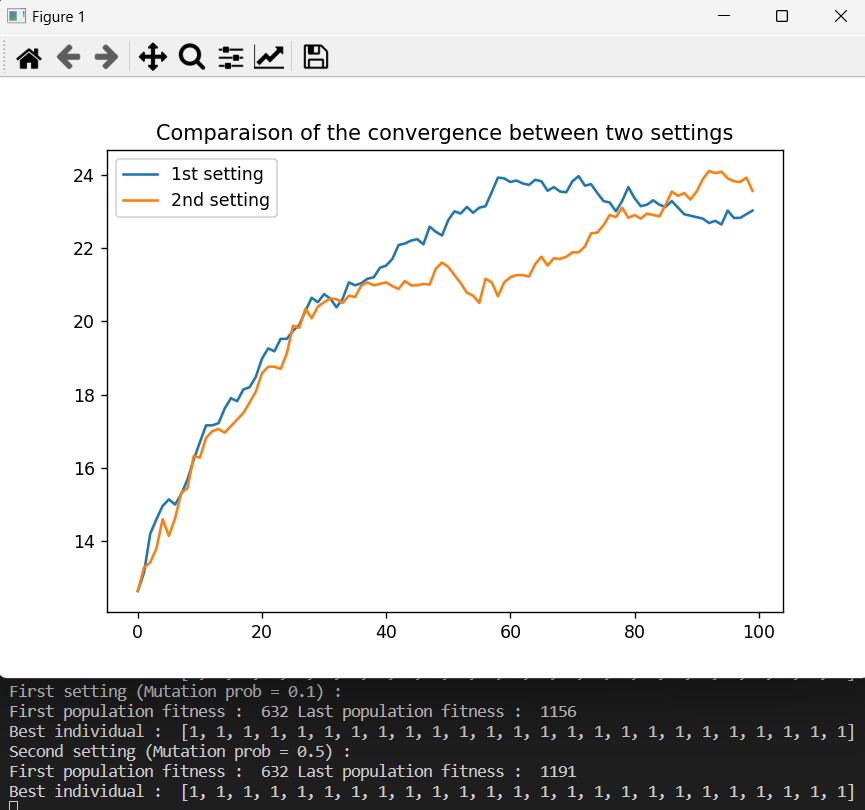 Figure 1
Comparaison of the convergence between two settings
1st setting
2nd setting
24
22
20
18
16
14
0 20 40 60 80 100
First setting (Mutation prob = 0.1) :
First population fitness :  632 Last population fitness :  1156
Best individual :  [1, 1, 1, 1, 1, 1, 1, 1, 1, 1, 1, 1, 1, 1, 1, 1, 1, 1, 1, 1, 1, 1, 1, 1, 1]
Second setting (Mutation prob = 0.5) :
First population fitness :  632 Last population fitness :  1191
Best individual :  [1, 1, 1, 1, 1, 1, 1, 1, 1, 1, 1, 1, 1, 1, 1, 1, 1, 1, 1, 1, 1, 1, 1, 1, 1]